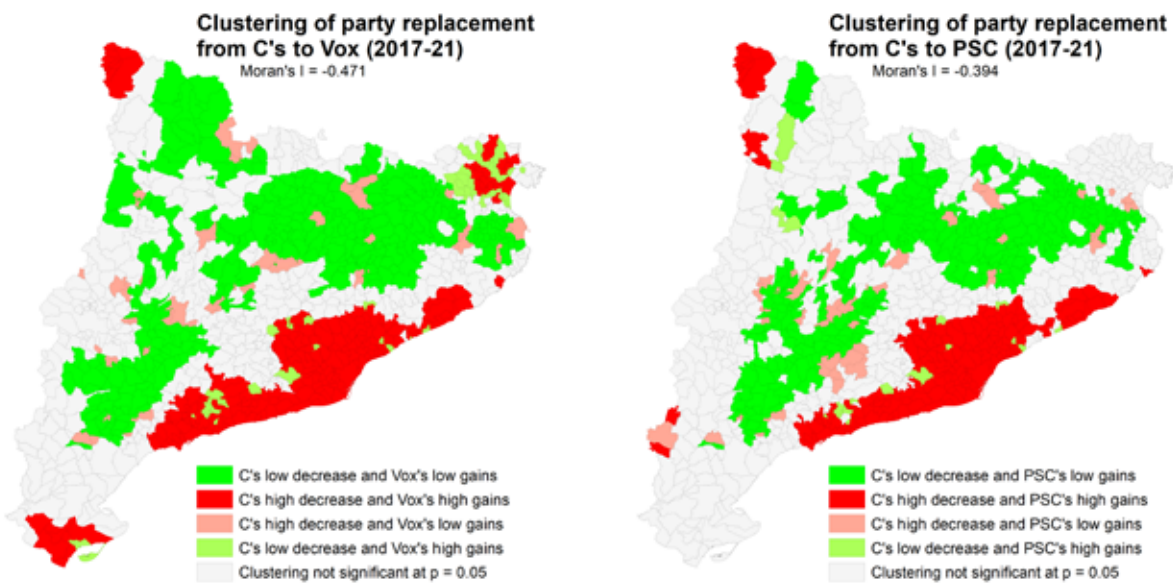 Clustering of party replacement
from C's to Vox (2017-21)
Moran's I = -0.471
C's low decrease and Vox's low gains
C's high decrease and Vox's high gains
C's high decrease and Vox's low gains
C's low decrease and Vox's high gains
Clustering not significant at p = 0.05
Clustering of party replacement
from C's to PSC (2017-21)
Moran's I = -0.394
C's low decrease and PSC's low gains
C's high decrease and PSC's high gains
C's high decrease and PSC's low gains
C's low decrease and PSC's high gains
Clustering not significant at p = 0.05